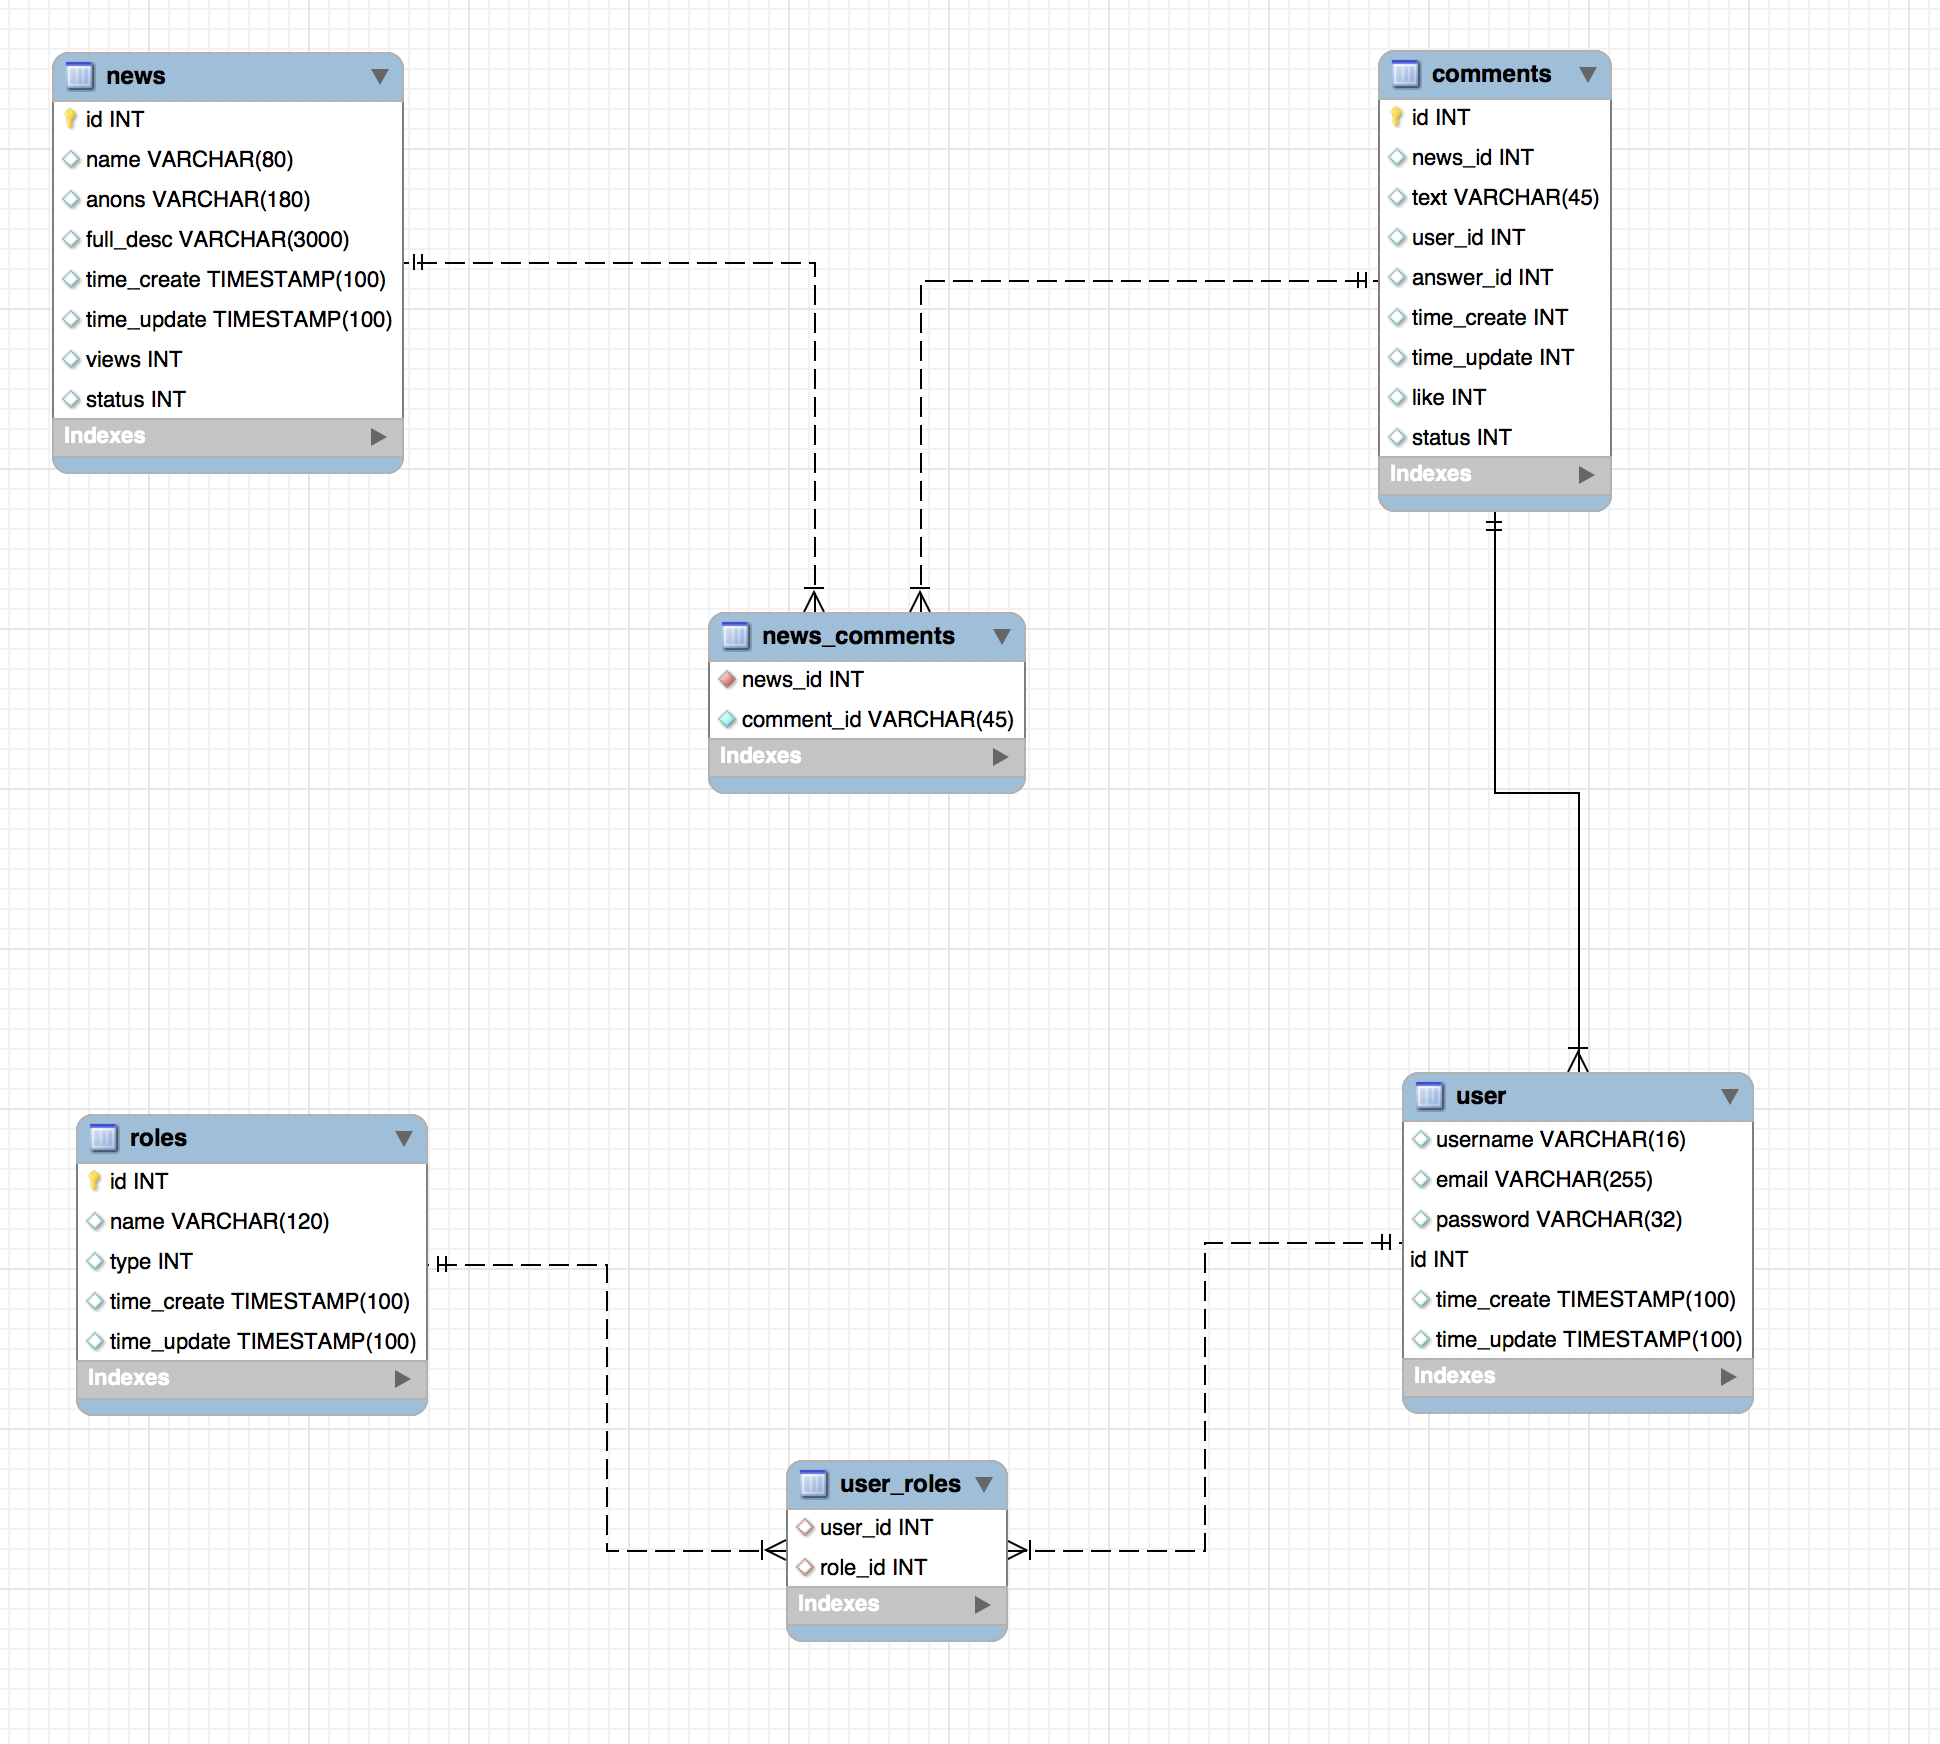 news
id INT
name VARCHAR(80)
anons VARCHAR(180)
full_desc VARCHAR(3000)
time_create TIMESTAMP(100)
time_update TIMESTAMP(100)
views INT
status INT
Indexes
comments
id INT
news_id INT
text VARCHAR(45)
user_id INT
answer_id INT
time_create INT
time_update INT
like INT
status INT
Indexes
news_comments
news_id INT
comment_id VARCHAR(45)
Indexes
roles
id INT
name VARCHAR(120)
type INT
time_create TIMESTAMP(100)
time_update TIMESTAMP(100)
Indexes
user
username VARCHAR(16)
email VARCHAR(255)
password VARCHAR(32)
id INT
time_create TIMESTAMP(100)
time_update TIMESTAMP(100)
Indexes
user_roles
user_id INT
role_id INT
Indexes